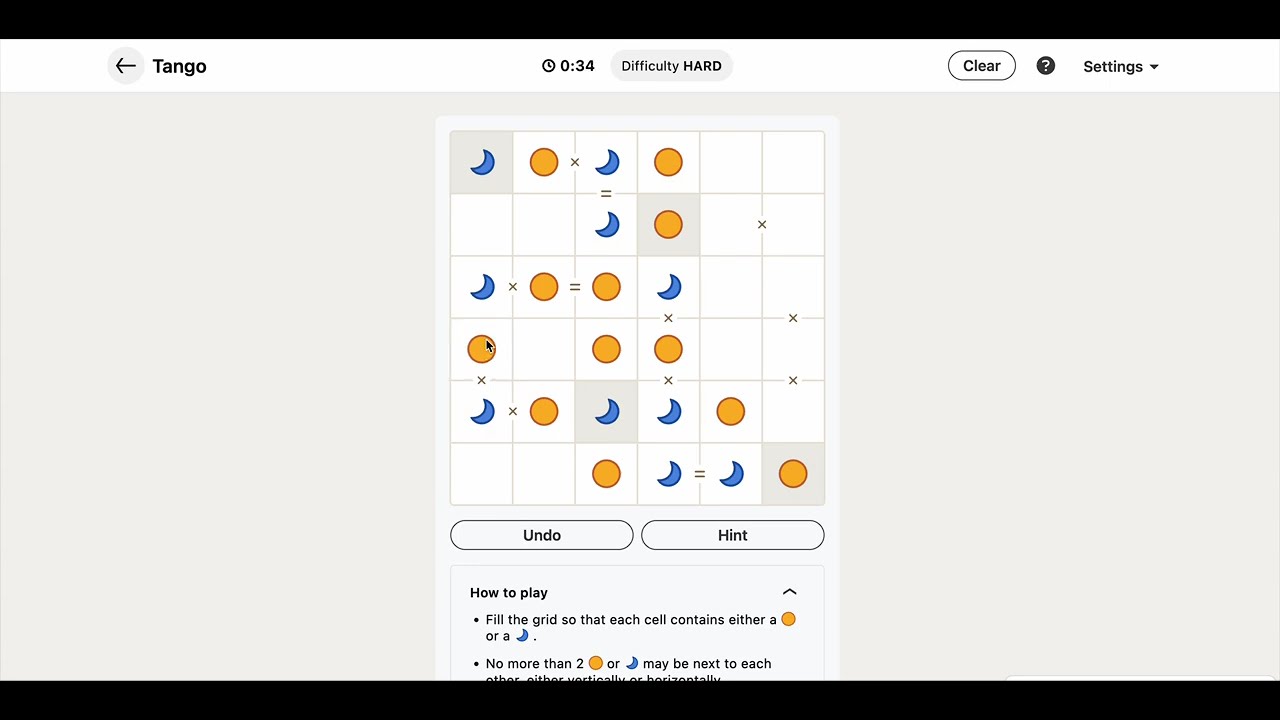 Tango
0:34
Difficulty HARD
Clear
?
Settings
×
=
×
× =
× ×
× × ×
×
=
Undo
Hint
How to play
• Fill the grid so that each cell contains either a
or a .
• No more than 2 or may be next to each
other, either vertically or horizontally.